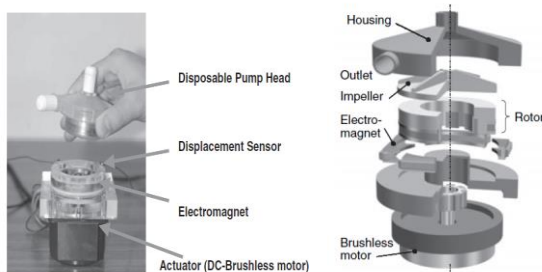 Disposable Pump Head
Displacement Sensor
Electromagnet
Actuator (DC-Brushless motor)
Housing
Outlet
Impeller
Electro-
magnet
Rotor
Brushless
motor